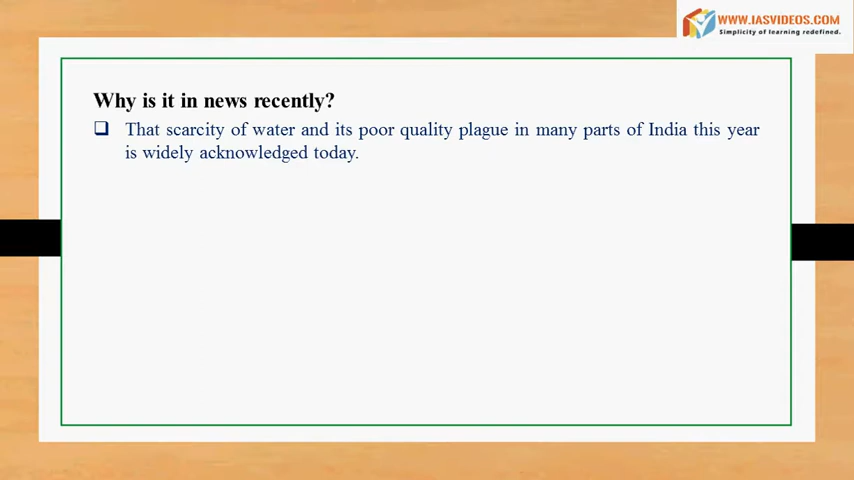 WWW.IASVIDEOS.COM
Simplicity of learning redefined.
Why is it in news recently?
That scarcity of water and its poor quality plague in many parts of India this year
is widely acknowledged today.